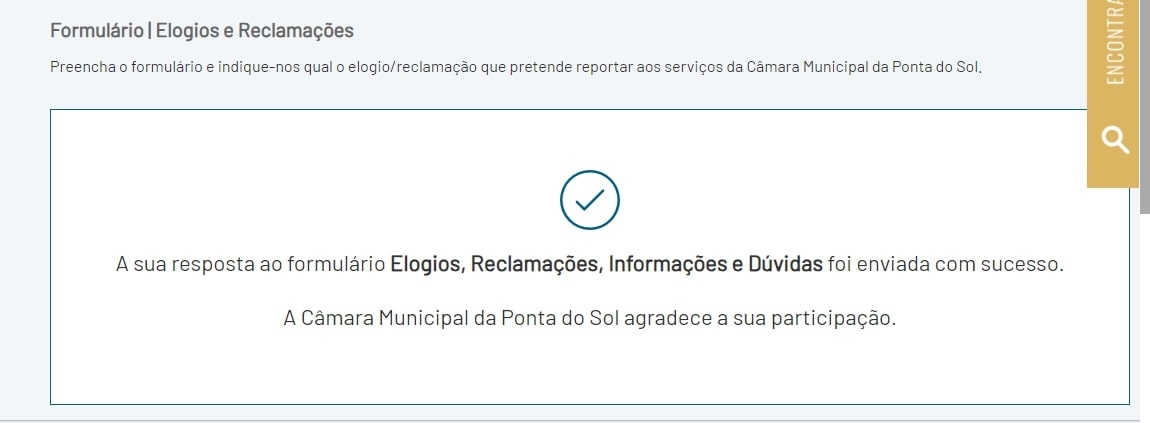 Formulário | Elogios e Reclamações
Preencha o formulário e indique-nos qual o elogio/reclamação que pretende reportar aos serviços da Câmara Municipal da Ponta do Sol.
A sua resposta ao formulário Elogios, Reclamações, Informações e Dúvidas foi enviada com sucesso.
A Câmara Municipal da Ponta do Sol agradece a sua participação.
ENCONTRA